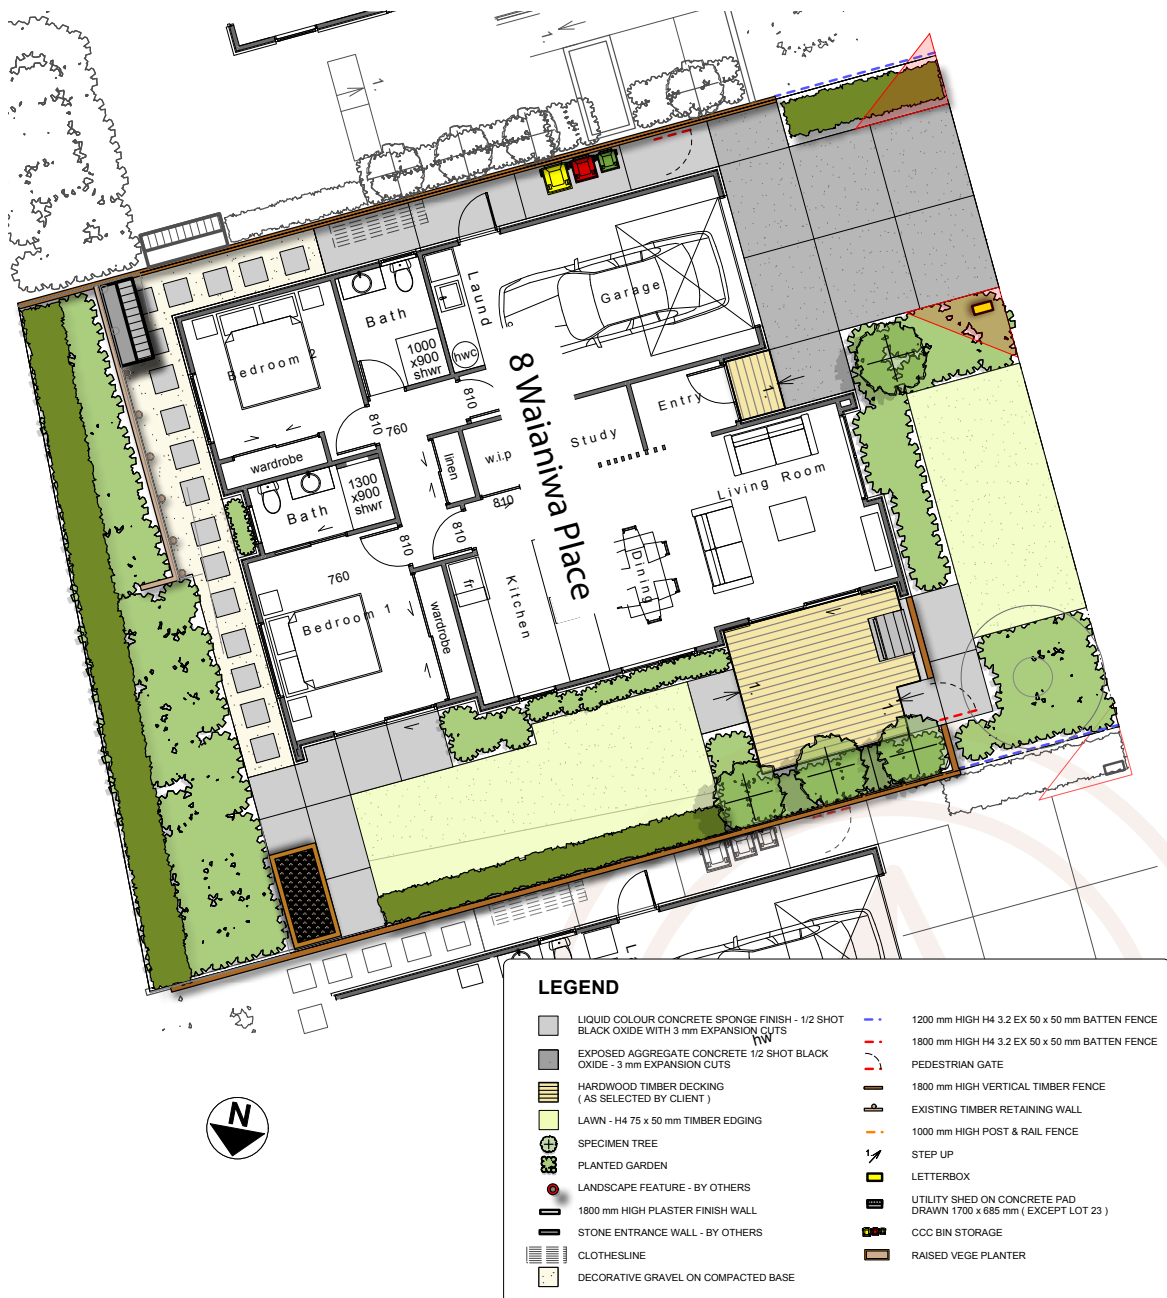 Laund
Garage
Bath
1000
x900
shwr
hwc
Bedroom 2
8 Waianiwa Place
810
810
760
Entry
Study
1
linen
w.i.p
wardrobe
Living Room
1300
x900
shwr
Bath
810
810
810
Dining
760
fr
Kitchen
Bedroom 1
wardrobe
1
1
N
LEGEND
LIQUID COLOUR CONCRETE SPONGE FINISH - 1/2 SHOT
BLACK OXIDE WITH 3 mm EXPANSION CUTS
hw
EXPOSED AGGREGATE CONCRETE 1/2 SHOT BLACK
OXIDE - 3 mm EXPANSION CUTS
HARDWOOD TIMBER DECKING
( AS SELECTED BY CLIENT )
LAWN - H4 75 x 50 mm TIMBER EDGING
SPECIMEN TREE
PLANTED GARDEN
LANDSCAPE FEATURE - BY OTHERS
1800 mm HIGH PLASTER FINISH WALL
STONE ENTRANCE WALL - BY OTHERS
CLOTHESLINE
DECORATIVE GRAVEL ON COMPACTED BASE
1200 mm HIGH H4 3.2 EX 50 x 50 mm BATTEN FENCE
1800 mm HIGH H4 3.2 EX 50 x 50 mm BATTEN FENCE
PEDESTRIAN GATE
1800 mm HIGH VERTICAL TIMBER FENCE
EXISTING TIMBER RETAINING WALL
1000 mm HIGH POST & RAIL FENCE
1 STEP UP
LETTERBOX
UTILITY SHED ON CONCRETE PAD
DRAWN 1700 x 685 mm ( EXCEPT LOT 23 )
CCC BIN STORAGE
RAISED VEGE PLANTER